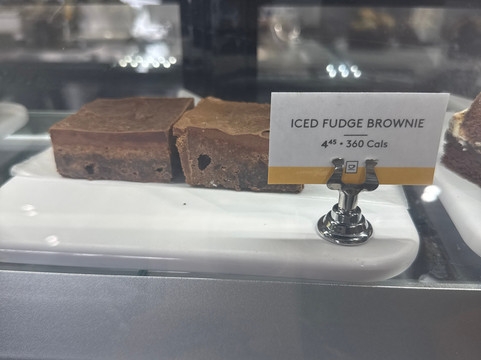 ICED FUDGE BROWNIE
4⁴⁵ • 360 Cals